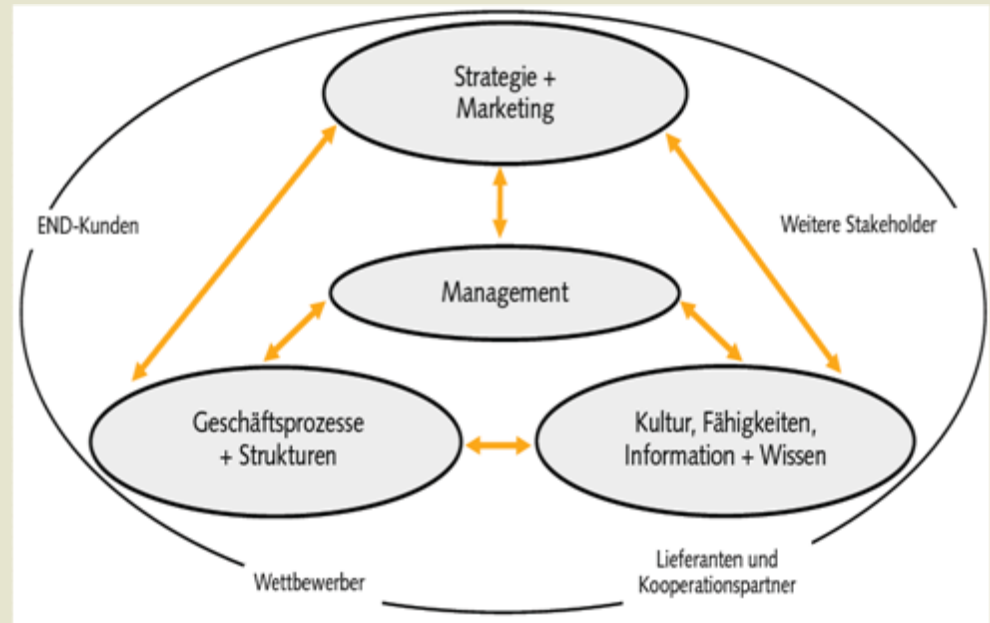 Strategie +
Marketing
END-Kunden
Weitere Stakeholder
Management
Geschäftsprozesse
+ Strukturen
Kultur, Fähigkeiten,
Information + Wissen
Wettbewerber
Lieferanten und
Kooperationspartner